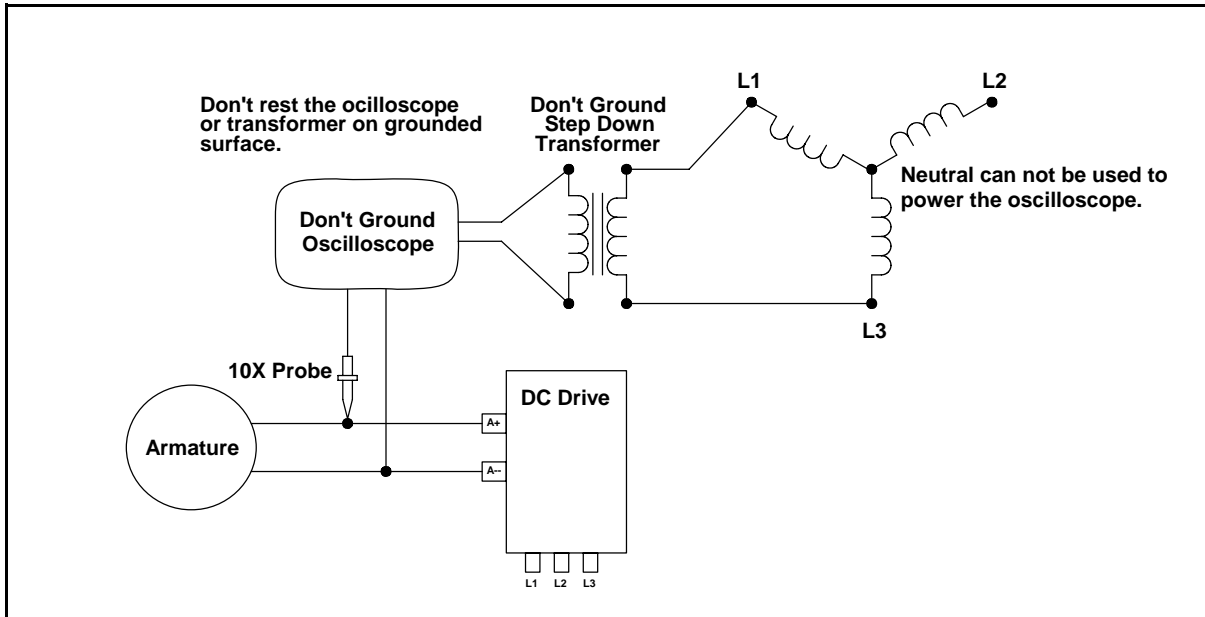 L1
L2
Don't rest the ocilloscope
or transformer on grounded
surface.
Don't Ground
Step Down
Transformer
Neutral can not be used to
power the oscilloscope.
Don't Ground
Oscilloscope
L3
10X Probe
DC Drive
Armature
A+
A--
L1 L2 L3